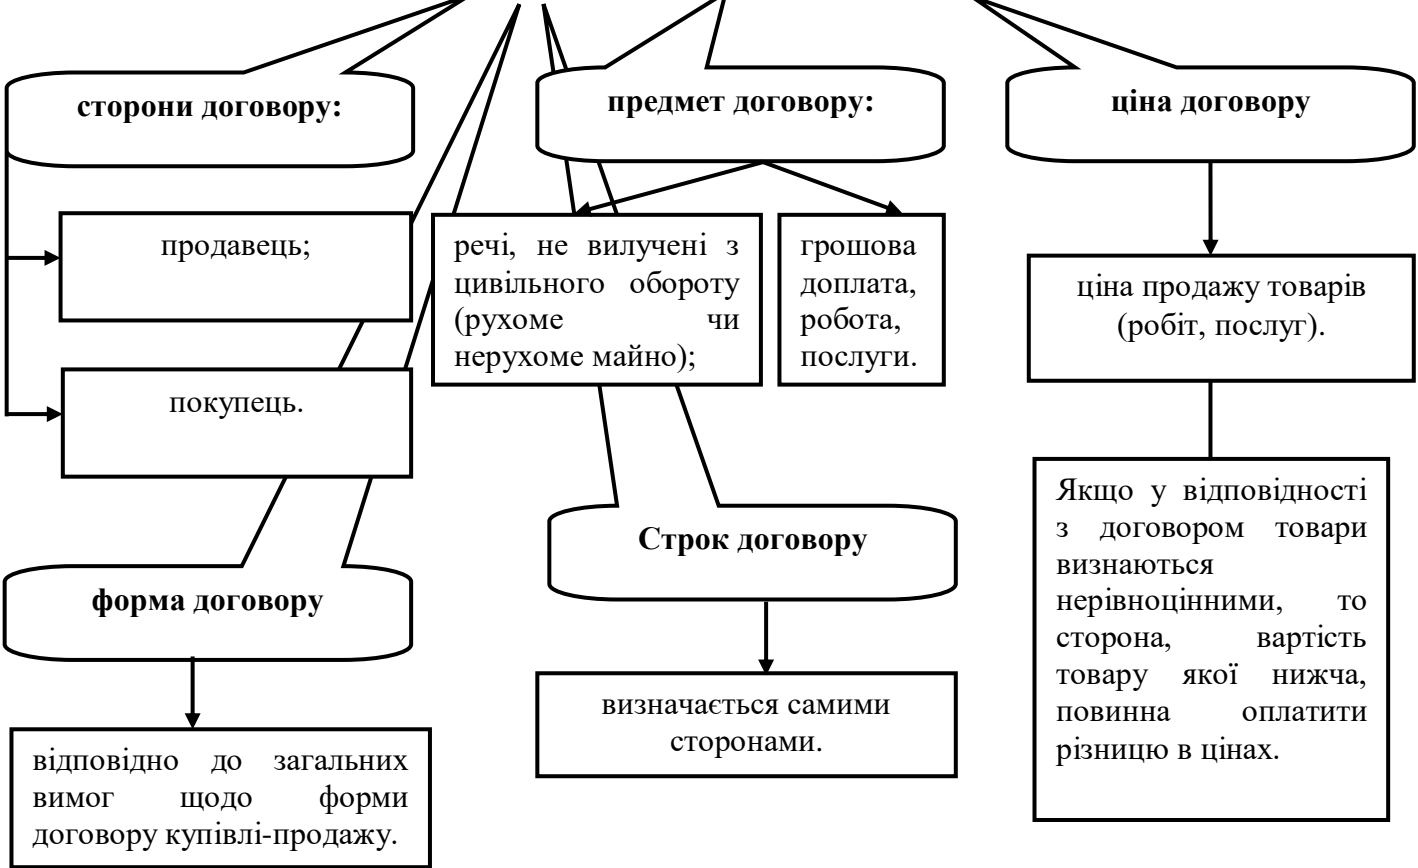 сторони договору:
предмет договору:
ціна договору
продавець;
покупець.
речі, не вилучені з
цивільного обороту
(рухоме чи
нерухоме майно);
грошова
доплата,
робота,
послуги.
ціна продажу товарів
(робіт, послуг).
Якщо у відповідності
з договором товари
визнаються
нерівноцінними, то
сторона, вартість
товару якої нижча,
повинна оплатити
різницю в цінах.
Строк договору
визначається самими
сторонами.
форма договору
відповідно до загальних
вимог щодо форми
договору купівлі-продажу.